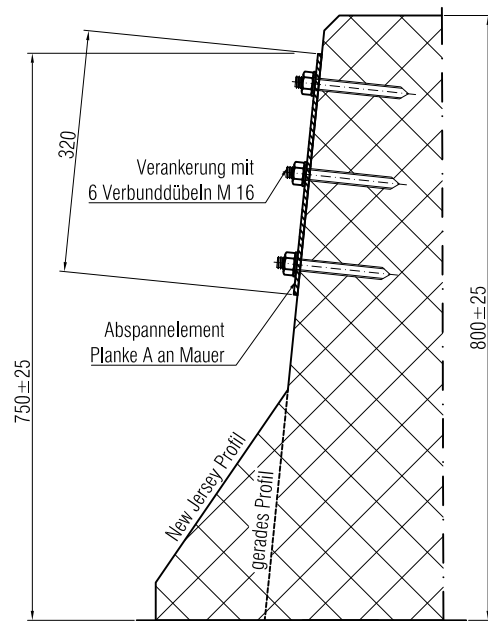 320
Verankerung mit
6 Verbunddübeln M 16
Abspannelement
Planke A an Mauer
750±25
800±25
New Jersey Profil
gerades Profil